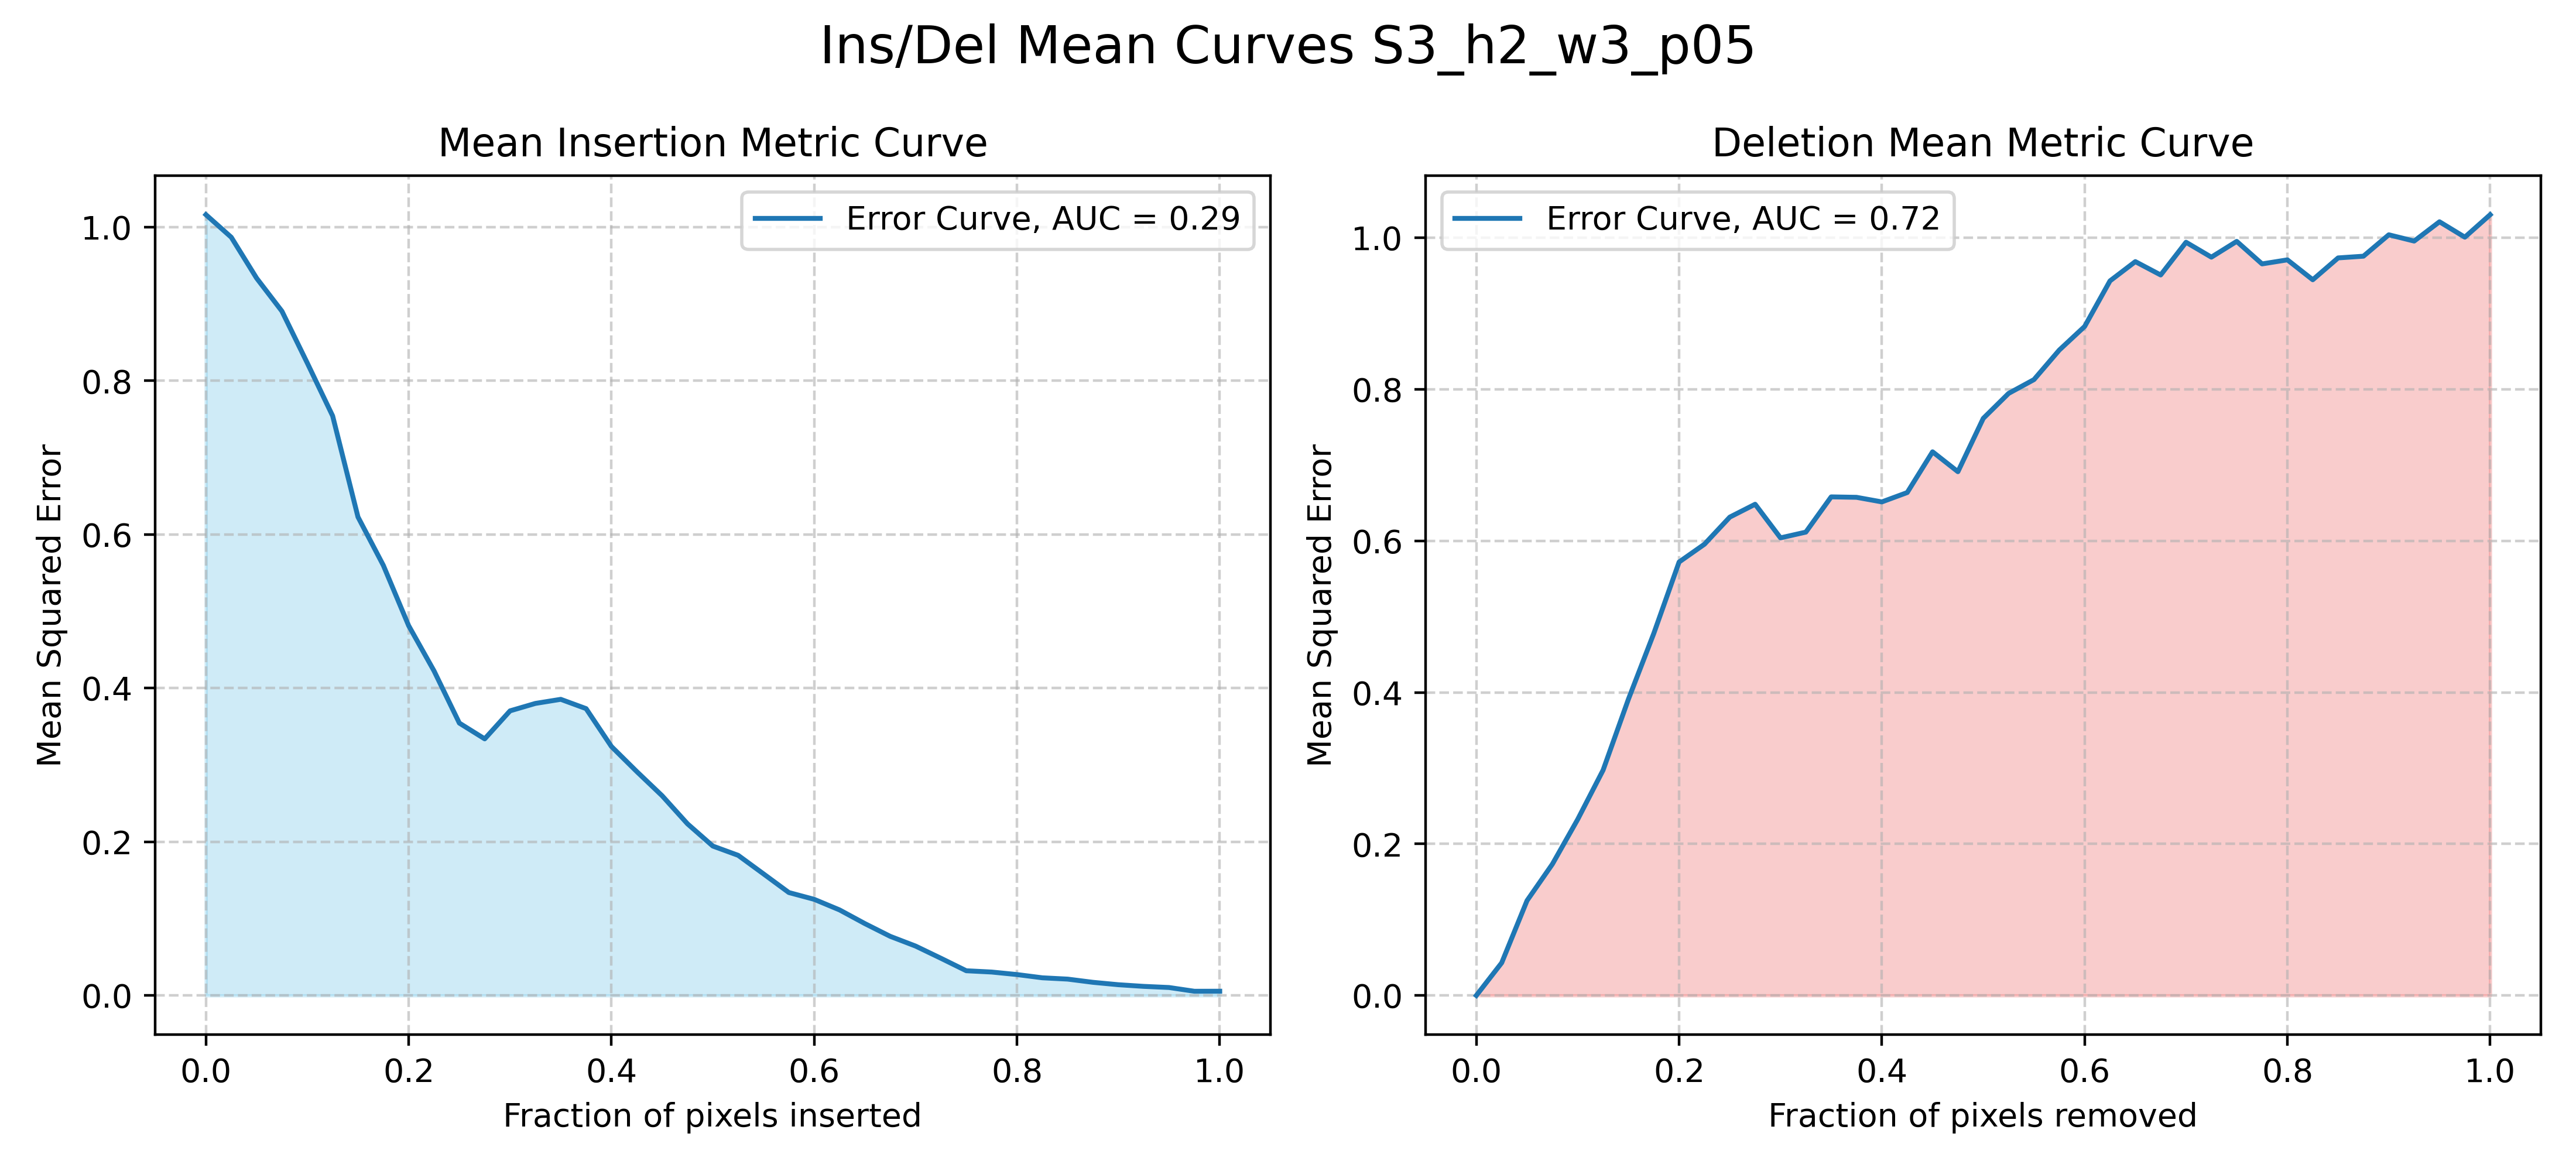 Ins/Del Mean Curves S3_h2_w3_p05
Mean Insertion Metric Curve
Error Curve, AUC = 0.29
Mean Squared Error
1.0
0.8
0.6
0.4
0.2
0.0
0.0 0.2 0.4 0.6 0.8 1.0
Fraction of pixels inserted
Deletion Mean Metric Curve
Error Curve, AUC = 0.72
Mean Squared Error
1.0
0.8
0.6
0.4
0.2
0.0
0.0 0.2 0.4 0.6 0.8 1.0
Fraction of pixels removed